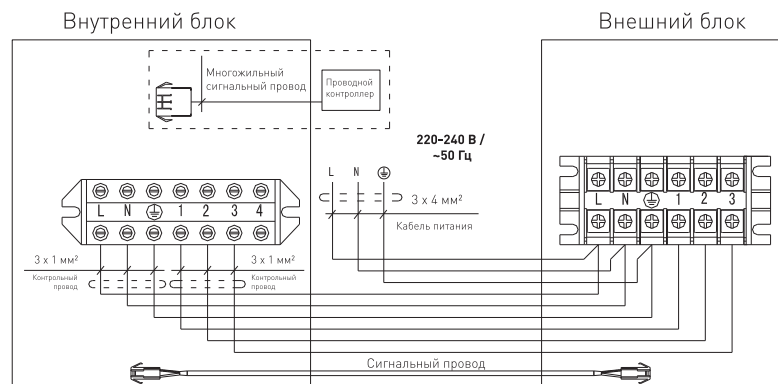 Внутренний блок
Внешний блок
Многожильный
сигнальный провод
Проводной
контроллер
220-240 В /
~50 Гц
L N
3 x 4 мм²
Кабель питания
L N 1 2 3 4
L N 1 2 3
3 x 1 мм²
Контрольный
провод
3 x 1 мм²
Контрольный
провод
Сигнальный провод